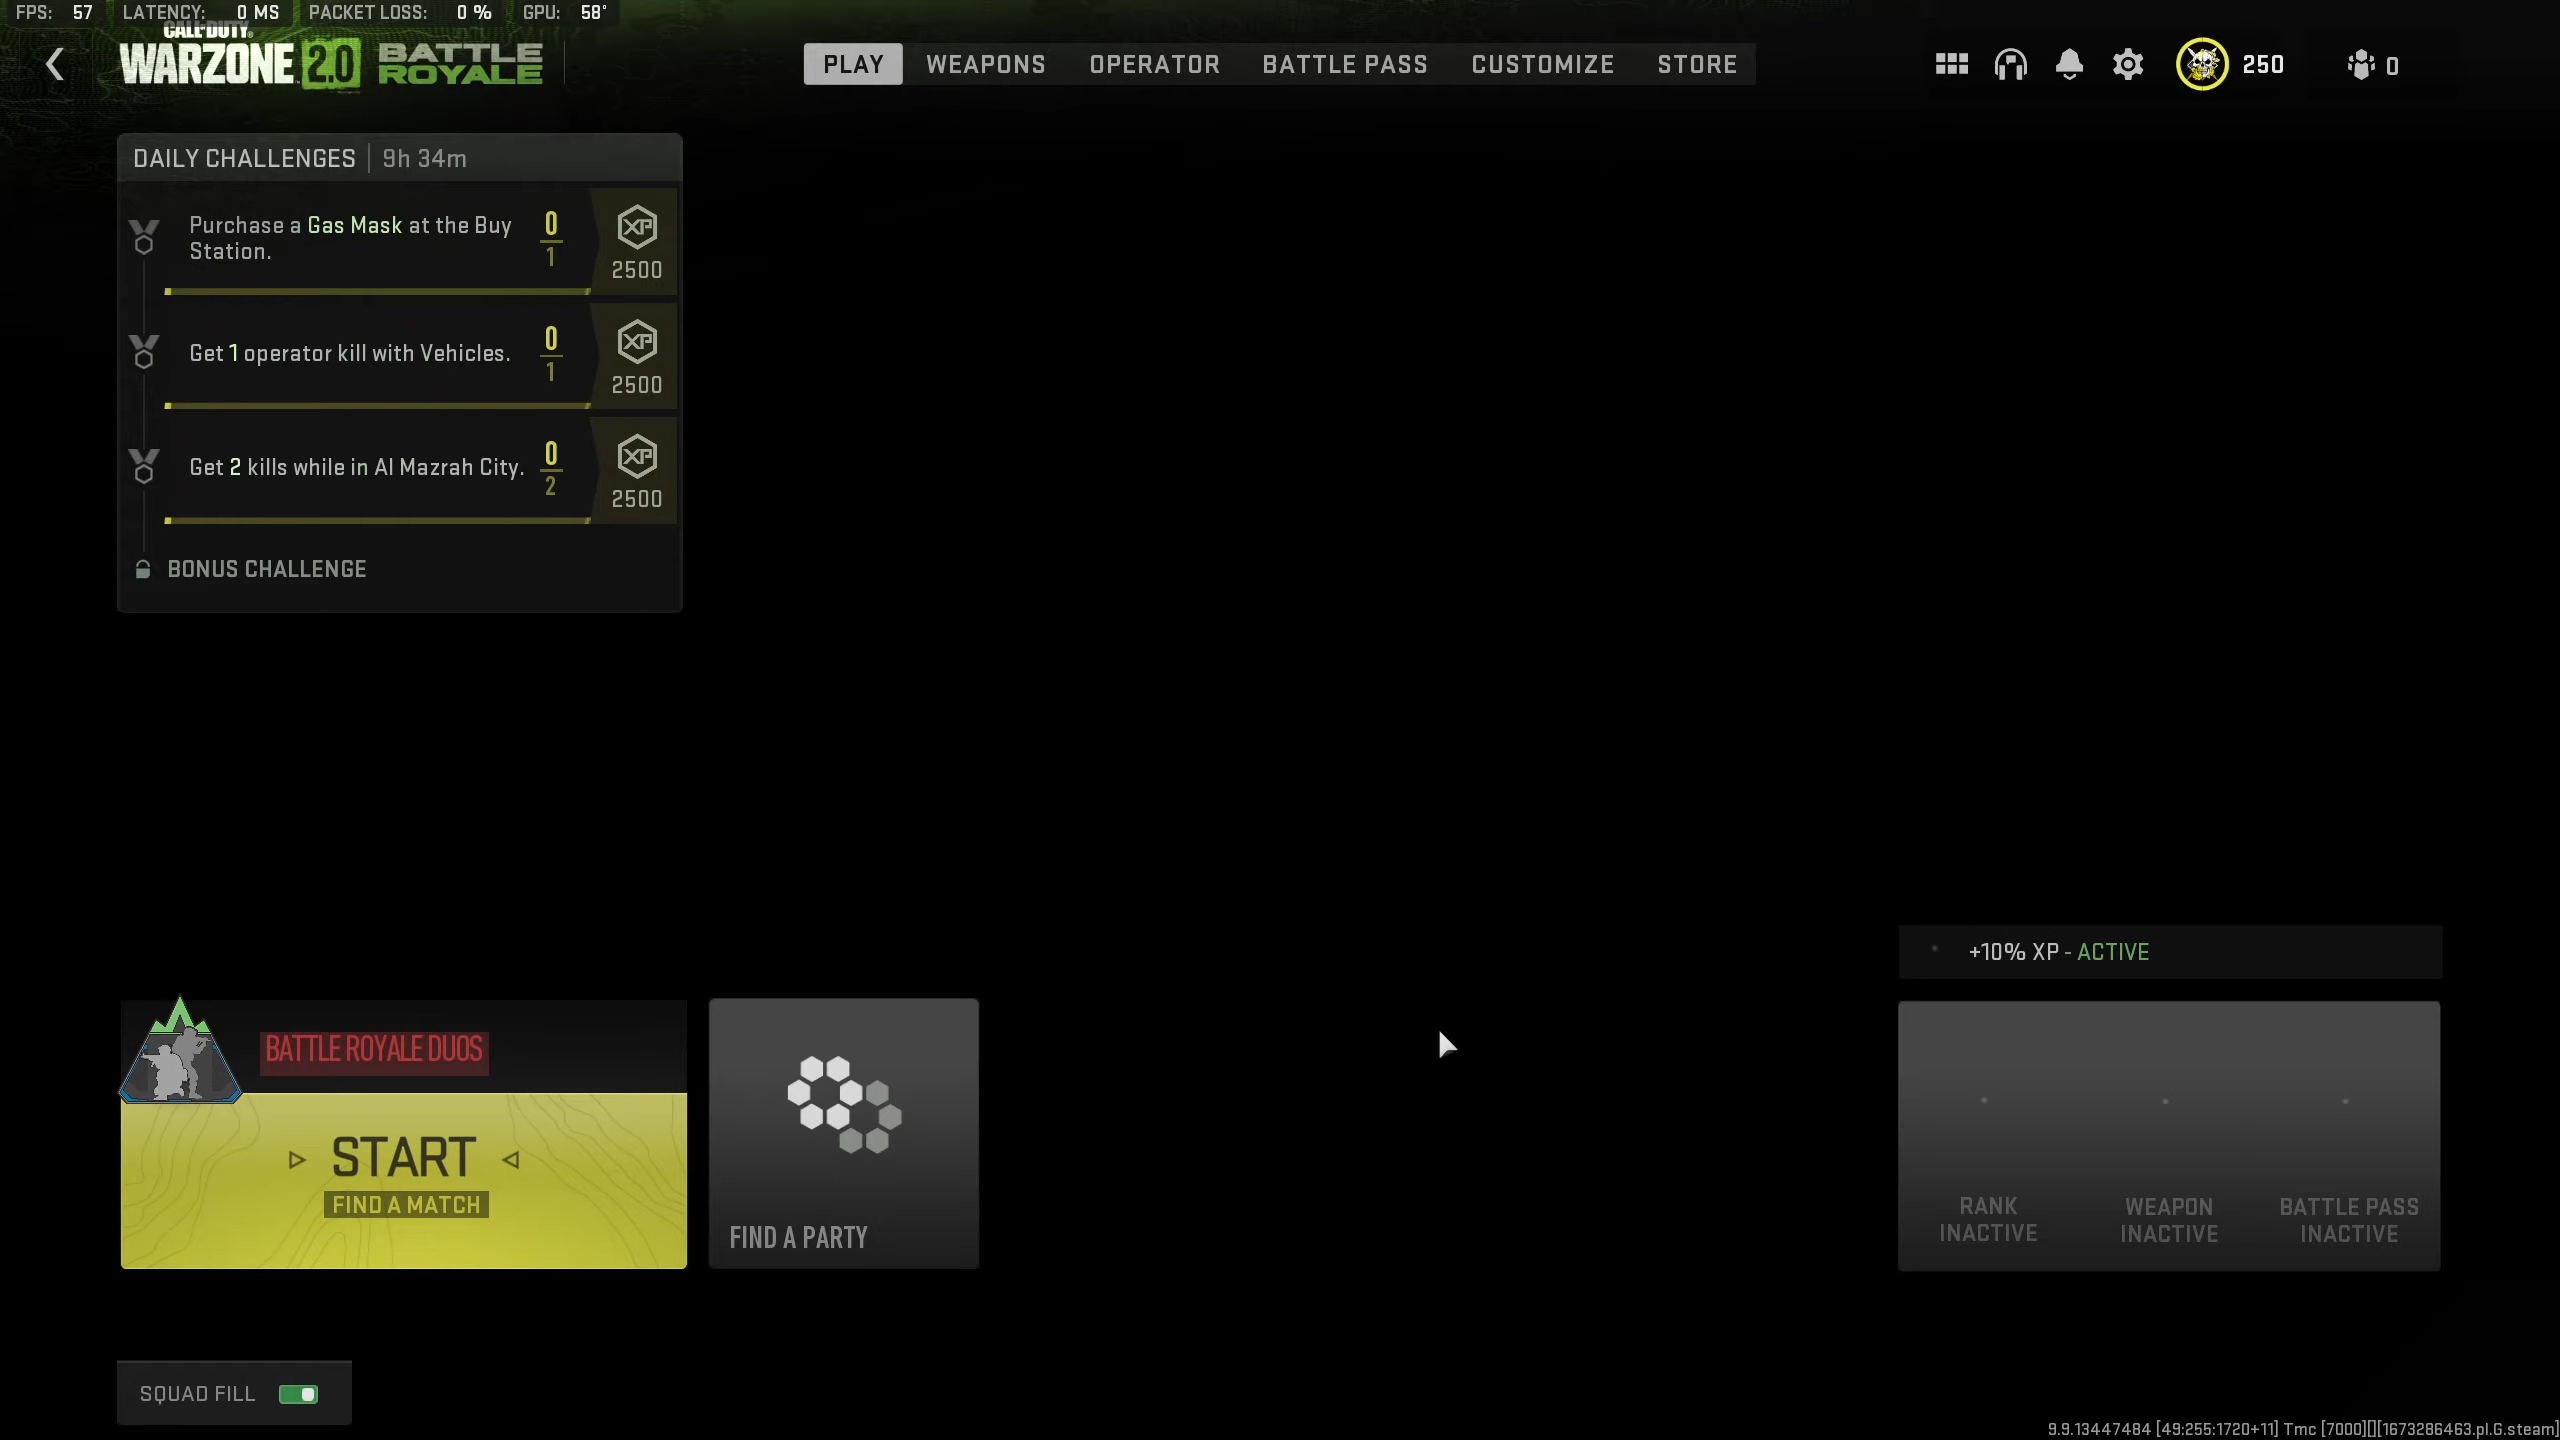 FPS: 57 LATENCY: 0 MS PACKET LOSS: 0 % GPU: 58°
CALL OF DUTY
WARZONE 2.0 BATTLE ROYALE
PLAY WEAPONS OPERATOR BATTLE PASS CUSTOMIZE STORE
250 0
DAILY CHALLENGES | 9h 34m
Purchase a Gas Mask at the Buy
Station.
0
1
XP
2500
Get 1 operator kill with Vehicles.
0
1
XP
2500
Get 2 kills while in Al Mazrah City.
0
2
XP
2500
BONUS CHALLENGE
+10% XP - ACTIVE
BATTLE ROYALE DUOS
START
FIND A MATCH
FIND A PARTY
RANK
INACTIVE
WEAPON
INACTIVE
BATTLE PASS
INACTIVE
SQUAD FILL
9.9.13447484 [49:255:1720+11] Tmc [7000][][1673286463.pl.G.steam]